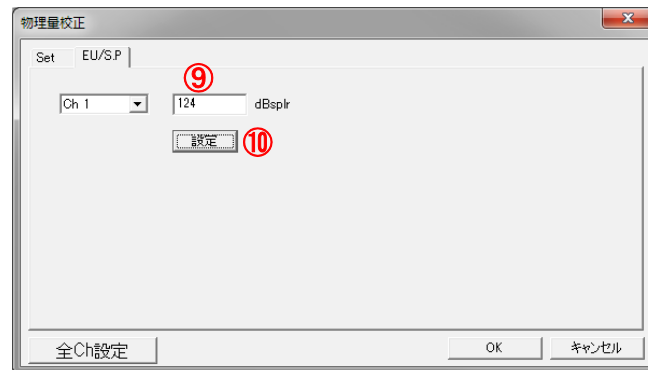 物理量校正
Set EU/S.P
⑨
Ch 1 124 dBsplr
設定 ⑩
全Ch設定 OK キャンセル